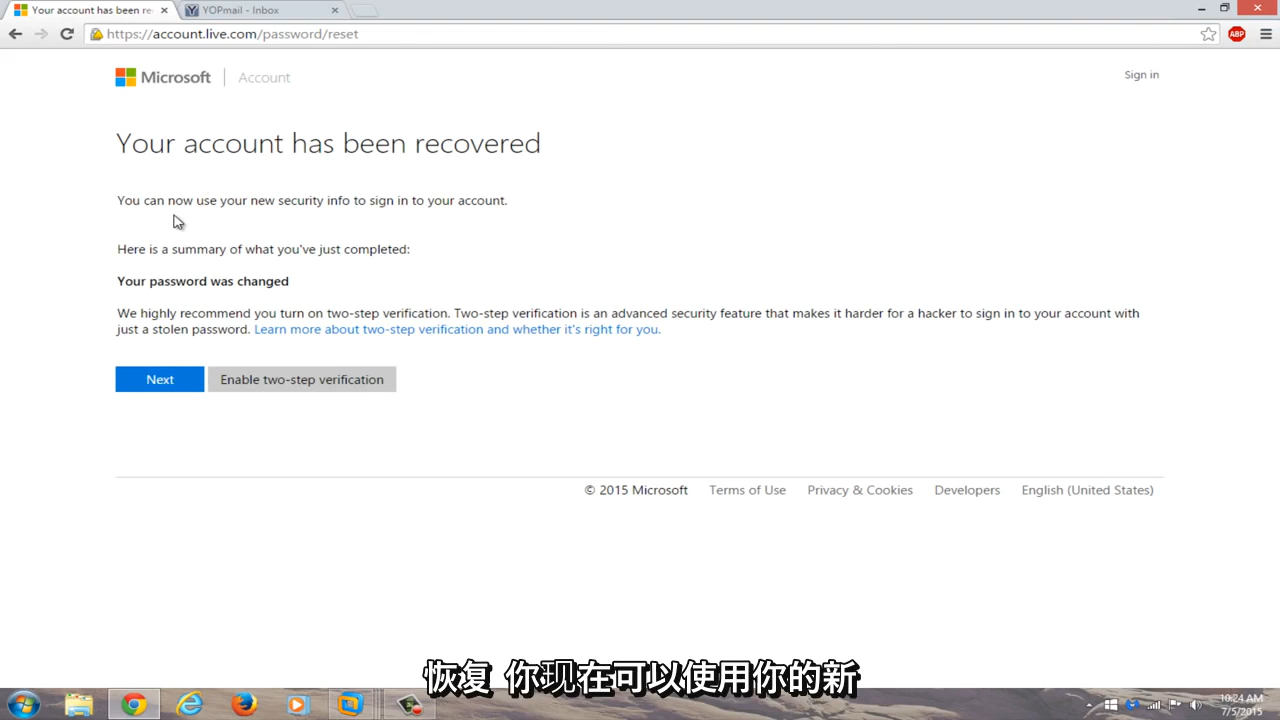 Your account has been re
YOPmail - Inbox
https://account.live.com/password/reset
ABP
Microsoft
Account
Sign in
Your account has been recovered
You can now use your new security info to sign in to your account.
Here is a summary of what you've just completed:
Your password was changed
We highly recommend you turn on two-step verification. Two-step verification is an advanced security feature that makes it harder for a hacker to sign in to your account with
just a stolen password. Learn more about two-step verification and whether it's right for you.
Next
Enable two-step verification
© 2015 Microsoft
Terms of Use
Privacy & Cookies
Developers
English (United States)
恢复 你现在可以使用你的新
10:24 AM
7/5/2015